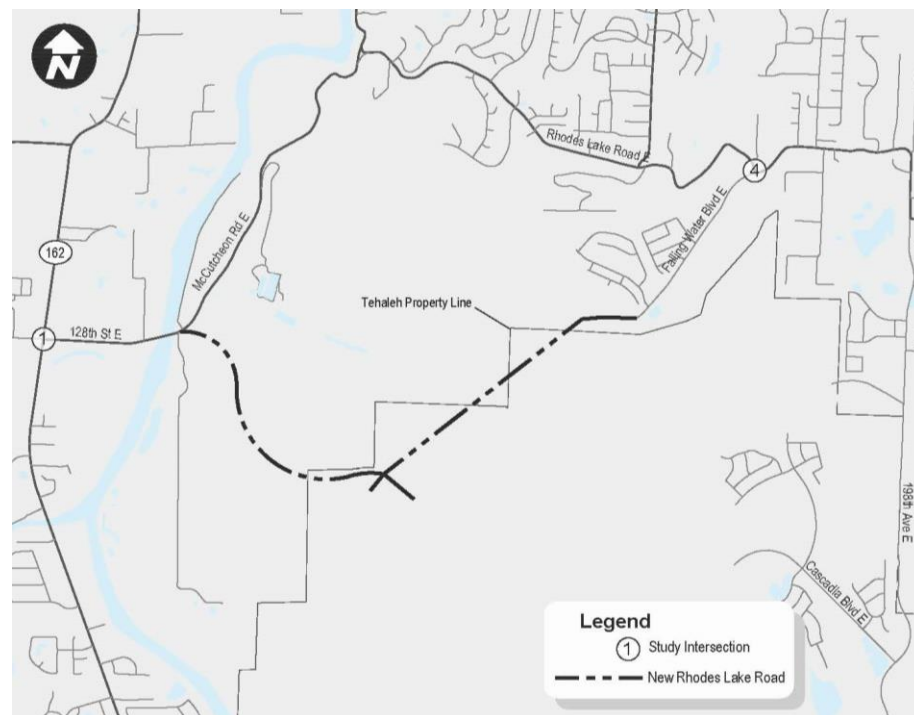 N
Rhodes Lake Road E
4
McCutcheon Rd E
162
Falling Water Blvd E
Tehaleh Property Line
1
128th St E
198th Ave E
Cascadia Blvd E
Legend
1 Study Intersection
New Rhodes Lake Road